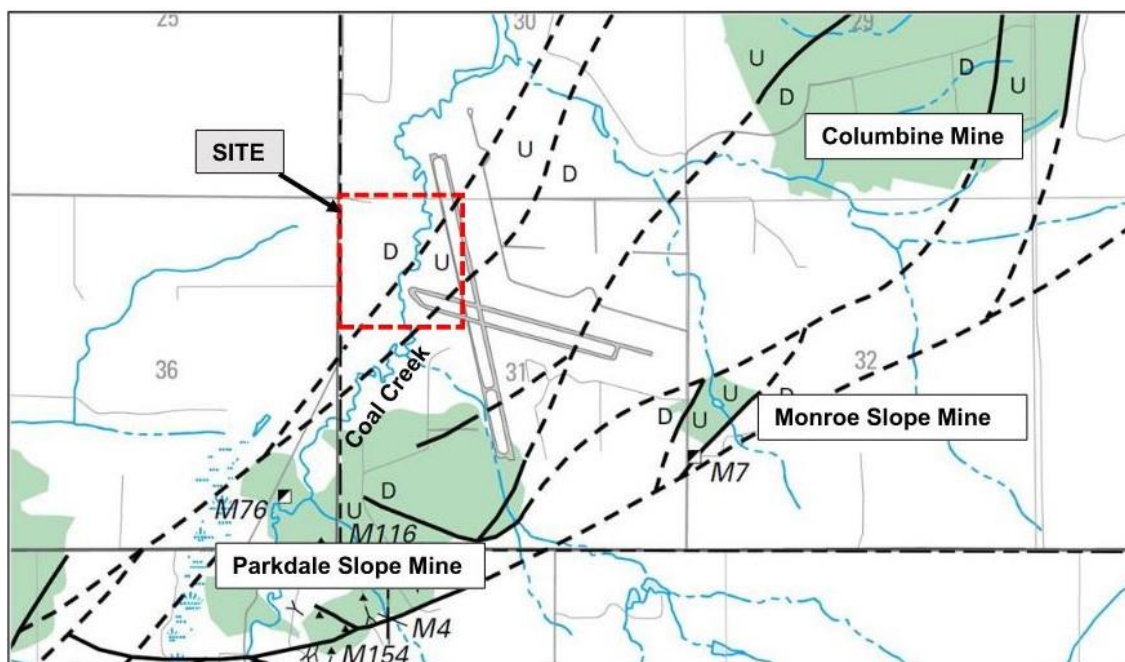 25
30
29
U
D
D
U
Columbine Mine
SITE
U
D
D
U
36
31
32
Coal Creek
D
U
U
Monroe Slope Mine
M7
M76
D
U
M116
Parkdale Slope Mine
M4
M154